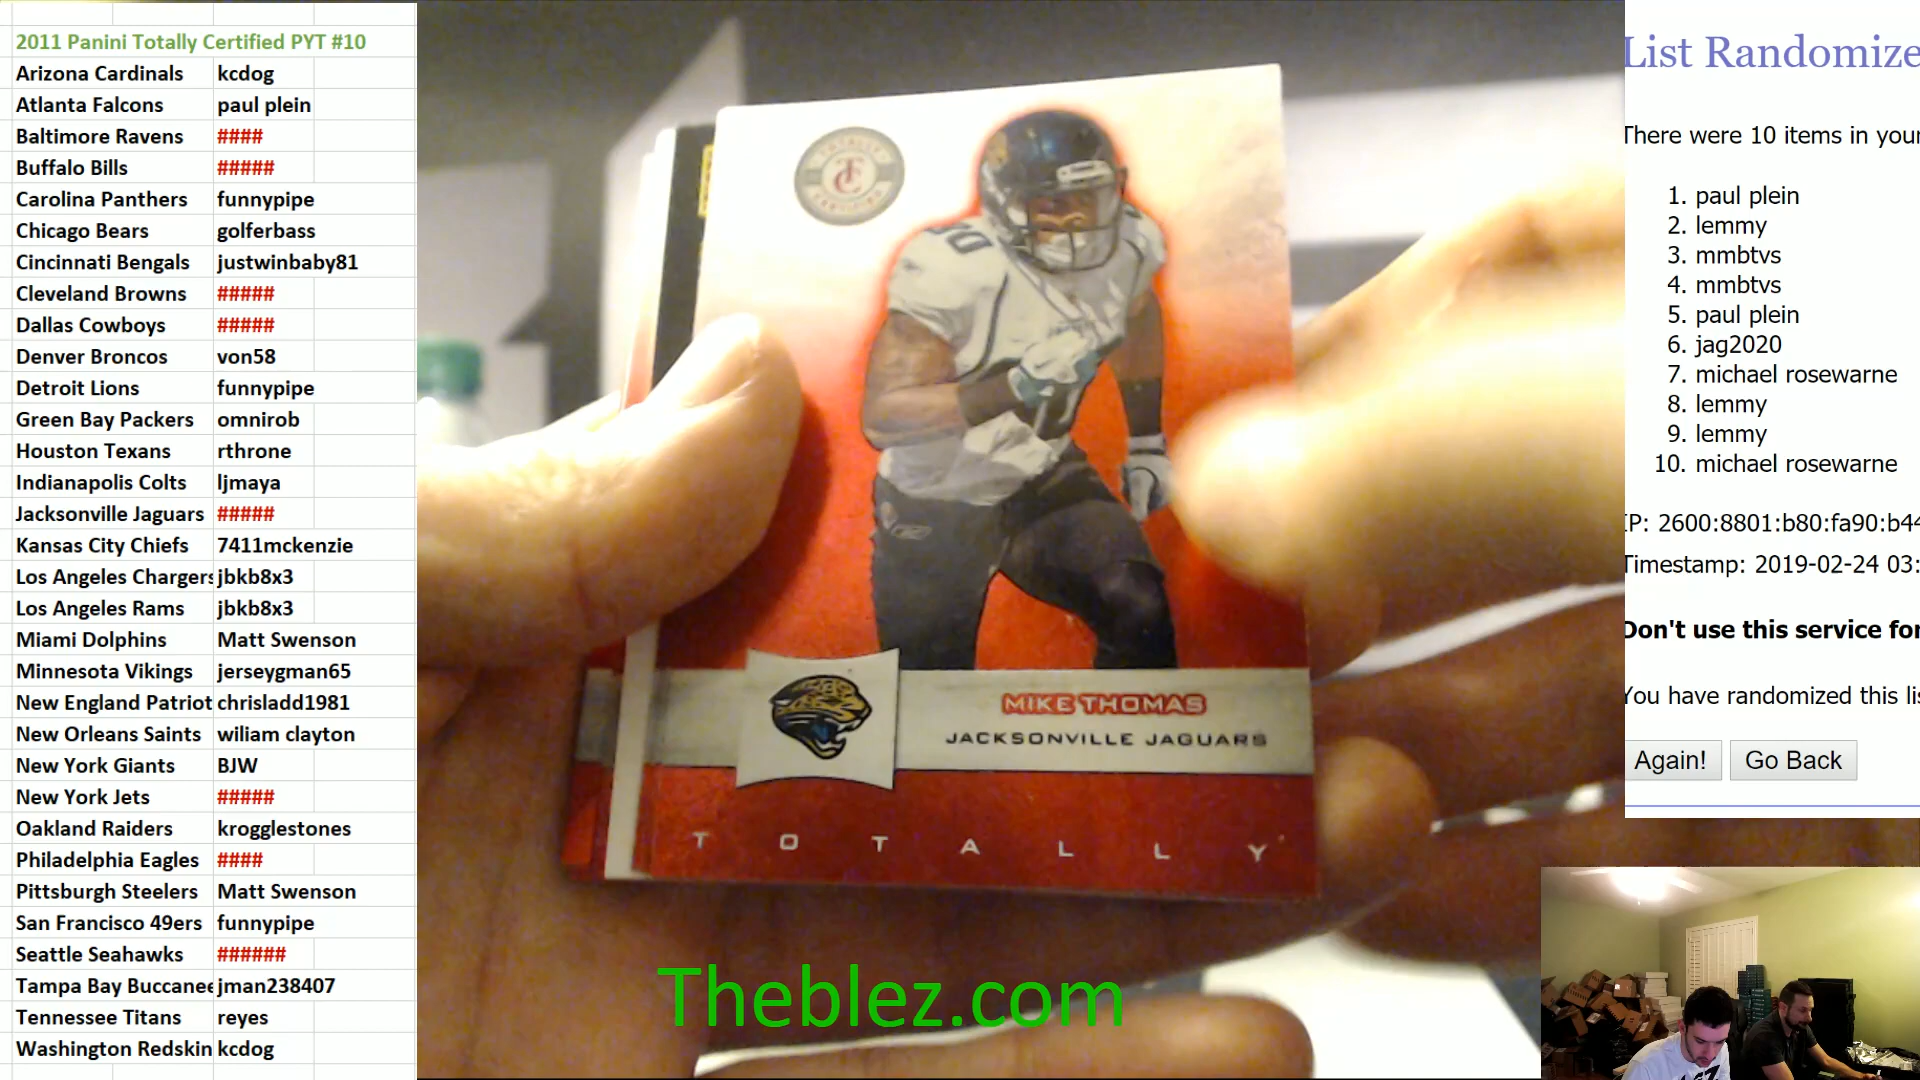 2011 Panini Totally Certified PYT #10
Arizona Cardinals kcdog
Atlanta Falcons paul plein
Baltimore Ravens ####
Buffalo Bills #####
Carolina Panthers funnypipe
Chicago Bears golferbass
Cincinnati Bengals justwinbaby81
Cleveland Browns #####
Dallas Cowboys #####
Denver Broncos von58
Detroit Lions funnypipe
Green Bay Packers omnirob
Houston Texans rthrone
Indianapolis Colts ljmaya
Jacksonville Jaguars #####
Kansas City Chiefs 7411mckenzie
Los Angeles Chargers jbkb8x3
Los Angeles Rams jbkb8x3
Miami Dolphins Matt Swenson
Minnesota Vikings jerseygman65
New England Patriot chrisladd1981
New Orleans Saints wiliam clayton
New York Giants BJW
New York Jets #####
Oakland Raiders krogglestones
Philadelphia Eagles ####
Pittsburgh Steelers Matt Swenson
San Francisco 49ers funnypipe
Seattle Seahawks ######
Tampa Bay Buccanee jman238407
Tennessee Titans reyes
Washington Redskin kcdog
TOTALLY
TC
CERTIFIED
MIKE THOMAS
JACKSONVILLE JAGUARS
TOTALLY
Theblez.com
List Randomize
There were 10 items in your
1. paul plein
2. lemmy
3. mmbtvs
4. mmbtvs
5. paul plein
6. jag2020
7. michael rosewarne
8. lemmy
9. lemmy
10. michael rosewarne
IP: 2600:8801:b80:fa90:b44
Timestamp: 2019-02-24 03:
Don't use this service for
You have randomized this lis
Again! Go Back